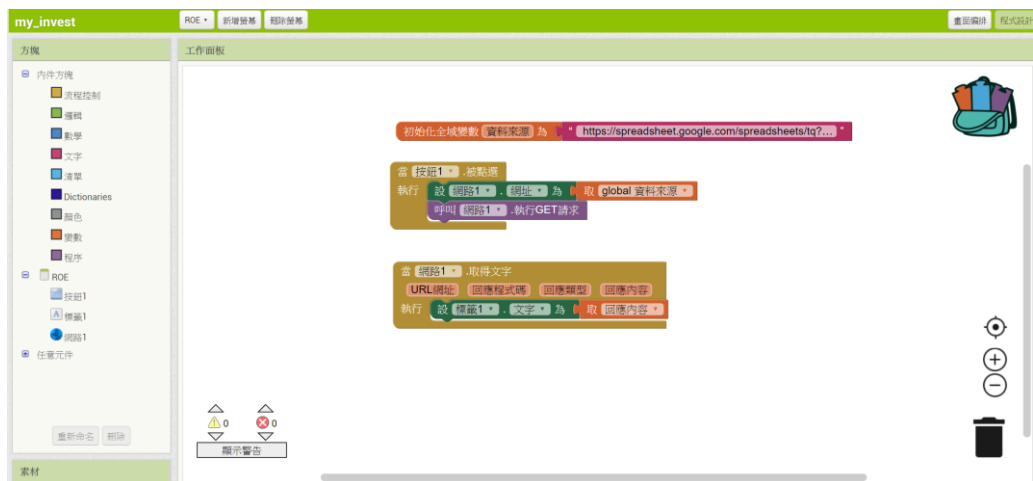 my_invest
ROE
新增螢幕
刪除螢幕
畫面編排
程式設計
方塊
工作面板
內件方塊
流程控制
邏輯
數學
文字
清單
Dictionaries
顏色
變數
程序
ROE
按鈕1
標籤1
網路1
任意元件
重新命名
刪除
素材
初始化全域變數 資料來源 為 " https://spreadsheet.google.com/spreadsheets/tq?... "
當 按鈕1 .被點選
執行 設 網路1 . 網址 為 取 global 資料來源
呼叫 網路1 .執行GET請求
當 網路1 .取得文字
URL網址 回應程式碼 回應類型 回應內容
執行 設 標籤1 . 文字 為 取 回應內容
0
0
顯示警告